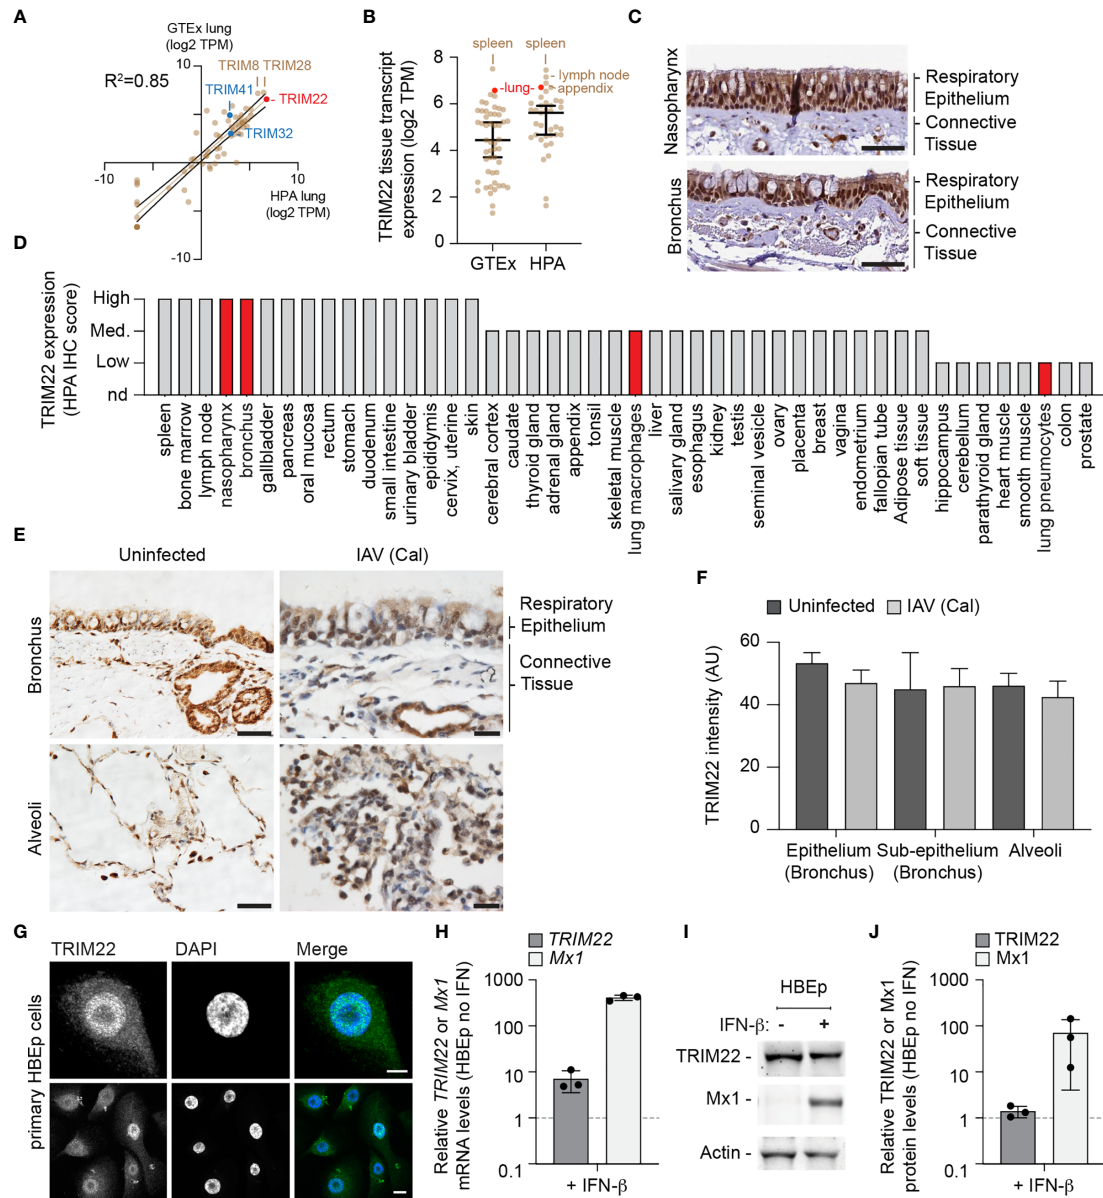 A
GTEx lung
(log2 TPM)
10
R²=0.85
TRIM8 TRIM28
TRIM41
TRIM22
TRIM32
-10
10
HPA lung
(log2 TPM)
-10
B
TRIM22 tissue transcript
expression (log2 TPM)
8
6
4
2
0
spleen
spleen
lymph node
appendix
-lung-
GTEx
HPA
C
Nasopharynx
Respiratory
Epithelium
Connective
Tissue
Bronchus
Respiratory
Epithelium
Connective
Tissue
D
TRIM22 expression
(HPA IHC score)
High
Med.
Low
nd
spleen
bone marrow
lymph node
nasopharynx
bronchus
gallbladder
pancreas
oral mucosa
rectum
stomach
duodenum
small intestine
urinary bladder
epididymis
cervix, uterine
skin
cerebral cortex
caudate
thyroid gland
adrenal gland
appendix
tonsil
skeletal muscle
lung macrophages
liver
salivary gland
esophagus
kidney
testis
seminal vesicle
ovary
placenta
breast
vagina
endometrium
fallopian tube
Adipose tissue
soft tissue
hippocampus
cerebellum
parathyroid gland
heart muscle
smooth muscle
lung pneumocytes
colon
prostate
E
Uninfected
IAV (Cal)
Bronchus
Respiratory
Epithelium
Connective
Tissue
Alveoli
F
Uninfected
IAV (Cal)
TRIM22 intensity (AU)
60
40
20
0
Epithelium
(Bronchus)
Sub-epithelium
(Bronchus)
Alveoli
G
TRIM22
DAPI
Merge
primary HBEp cells
H
TRIM22
Mx1
Relative TRIM22 or Mx1
mRNA levels (HBEp no IFN)
1000
100
10
1
0.1
+ IFN-β
I
HBEp
IFN-β: - +
TRIM22 -
Mx1 -
Actin -
J
TRIM22
Mx1
Relative TRIM22 or Mx1
protein levels (HBEp no IFN)
1000
100
10
1
0.1
+ IFN-β